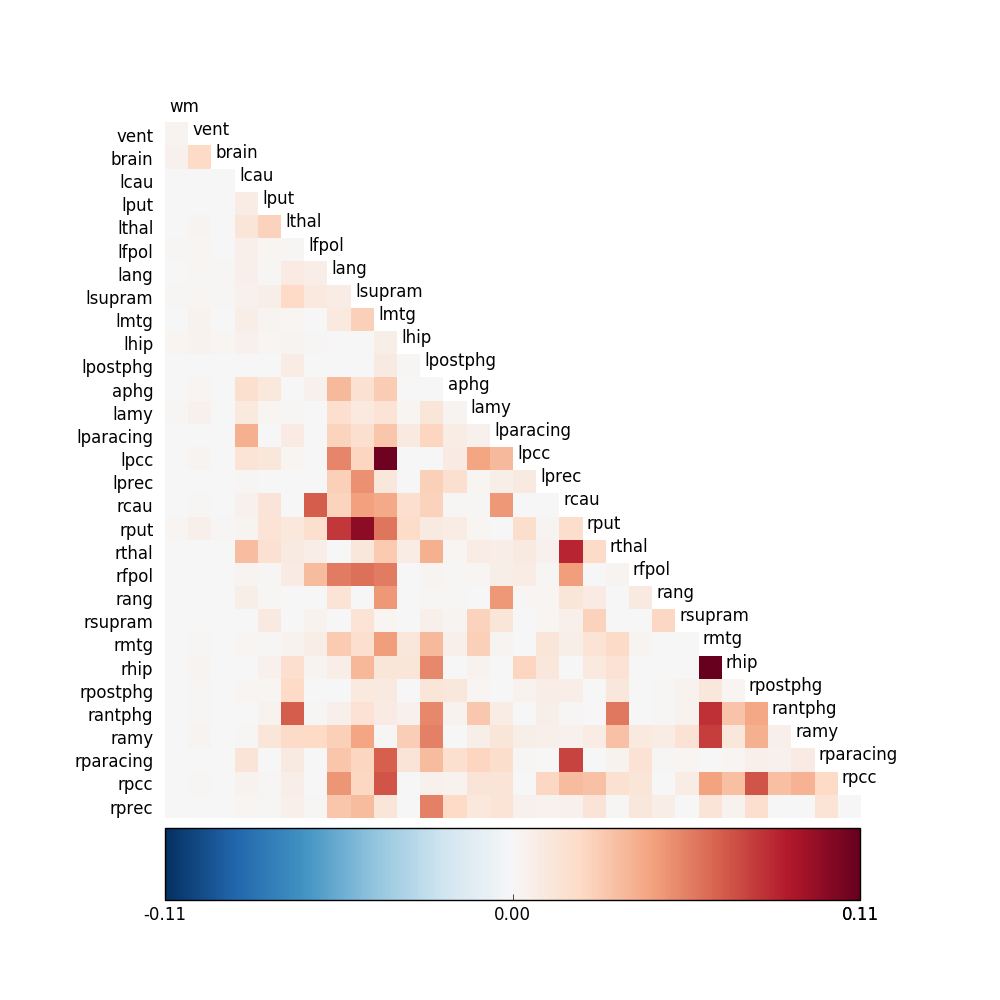 wm
vent vent
brain brain
lcau lcau
lput lput
lthal lthal
lfpol lfpol
lang lang
lsupram lsupram
lmtg lmtg
lhip lhip
lpostphg lpostphg
aphg aphg
lamy lamy
lparacing lparacing
lpcc lpcc
lprec lprec
rcau rcau
rput rput
rthal rthal
rfpol rfpol
rang rang
rsupram rsupram
rmtg rmtg
rhip rhip
rpostphg rpostphg
rantphg rantphg
ramy ramy
rparacing rparacing
rpcc rpcc
rprec
-0.11 0.00 0.11